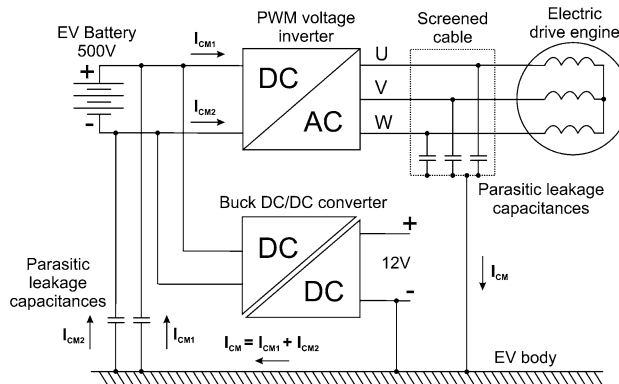 PWM voltage
inverter
Screened
cable
Electric
drive engine
EV Battery
500V
+
-
I_CM1
I_CM2
DC
AC
U
V
W
Parasitic leakage
capacitances
Buck DC/DC converter
DC
DC
+
12V
-
Parasitic
leakage
capacitances
I_CM2
I_CM1
I_CM = I_CM1 + I_CM2
I_CM
EV body